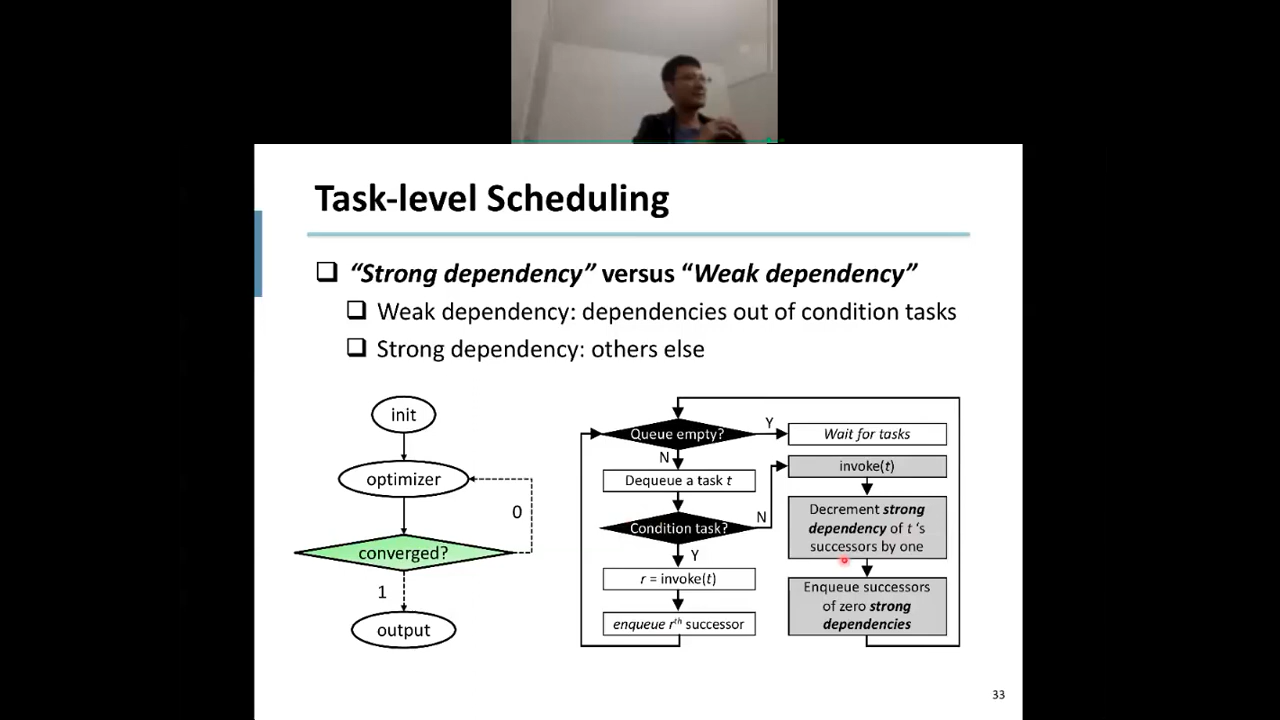 Task-level Scheduling
“Strong dependency” versus “Weak dependency”
Weak dependency: dependencies out of condition tasks
Strong dependency: others else
init
optimizer
0
converged?
1
output
Queue empty?
Y
Wait for tasks
N
Dequeue a task t
invoke(t)
Condition task?
N
Y
Decrement strong
dependency of t ‘s
successors by one
r = invoke(t)
enqueue rth successor
Enqueue successors
of zero strong
dependencies
33